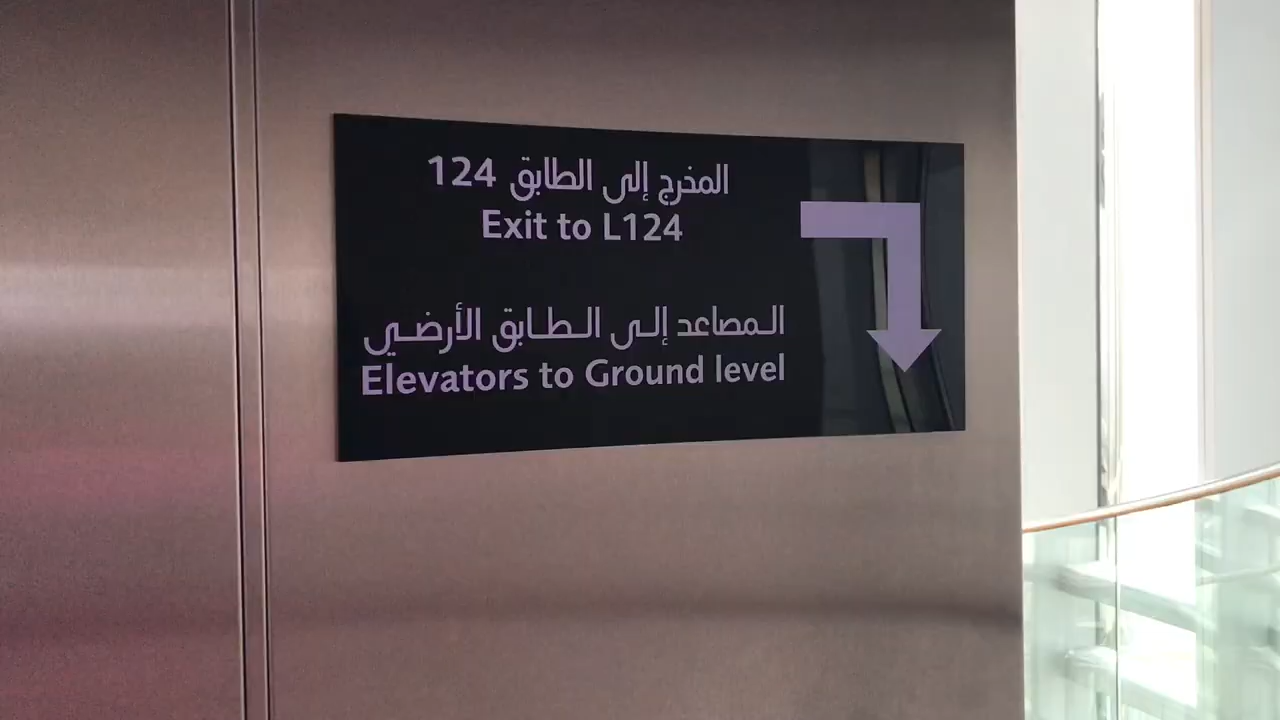 المخرج إلى الطابق 124
Exit to L124
المصاعد إلى الطابق الأرضي
Elevators to Ground level